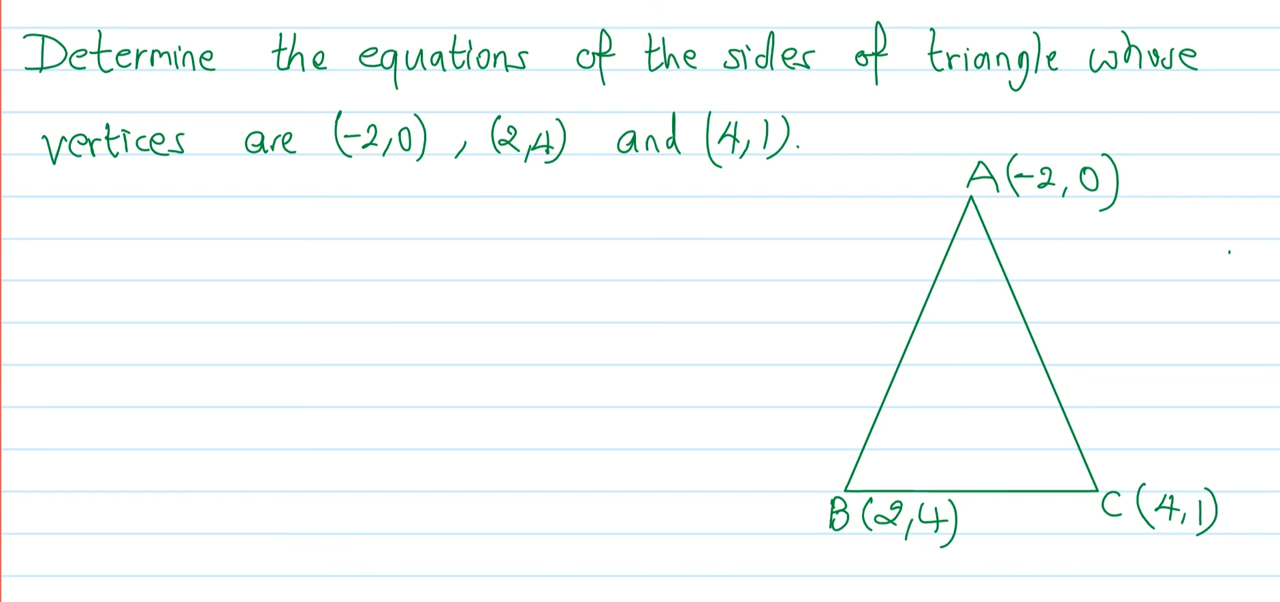 Determine the equations of the sides of triangle whose
vertices are (-2,0), (2,4) and (4,1).
A(-2,0)
B(2,4)
C(4,1)